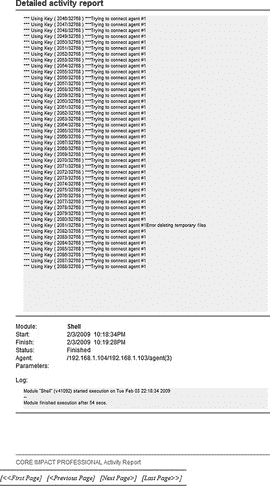 Detailed activity report
*** Using Key ( 2046/32768 ) ***Trying to connect agent #1
*** Using Key ( 2047/32768 ) ***Trying to connect agent #1
*** Using Key ( 2048/32768 ) ***Trying to connect agent #1
*** Using Key ( 2049/32768 ) ***Trying to connect agent #1
*** Using Key ( 2050/32768 ) ***Trying to connect agent #1
*** Using Key ( 2051/32768 ) ***Trying to connect agent #1
*** Using Key ( 2052/32768 ) ***Trying to connect agent #1
*** Using Key ( 2053/32768 ) ***Trying to connect agent #1
*** Using Key ( 2054/32768 ) ***Trying to connect agent #1
*** Using Key ( 2055/32768 ) ***Trying to connect agent #1
*** Using Key ( 2056/32768 ) ***Trying to connect agent #1
*** Using Key ( 2057/32768 ) ***Trying to connect agent #1
*** Using Key ( 2058/32768 ) ***Trying to connect agent #1
*** Using Key ( 2059/32768 ) ***Trying to connect agent #1
*** Using Key ( 2060/32768 ) ***Trying to connect agent #1
*** Using Key ( 2061/32768 ) ***Trying to connect agent #1
*** Using Key ( 2062/32768 ) ***Trying to connect agent #1
*** Using Key ( 2063/32768 ) ***Trying to connect agent #1
*** Using Key ( 2064/32768 ) ***Trying to connect agent #1
*** Using Key ( 2065/32768 ) ***Trying to connect agent #1
*** Using Key ( 2066/32768 ) ***Trying to connect agent #1
*** Using Key ( 2067/32768 ) ***Trying to connect agent #1
*** Using Key ( 2068/32768 ) ***Trying to connect agent #1
*** Using Key ( 2069/32768 ) ***Trying to connect agent #1
*** Using Key ( 2070/32768 ) ***Trying to connect agent #1
*** Using Key ( 2071/32768 ) ***Trying to connect agent #1
*** Using Key ( 2072/32768 ) ***Trying to connect agent #1
*** Using Key ( 2073/32768 ) ***Trying to connect agent #1
*** Using Key ( 2074/32768 ) ***Trying to connect agent #1
*** Using Key ( 2075/32768 ) ***Trying to connect agent #1
*** Using Key ( 2076/32768 ) ***Trying to connect agent #1
*** Using Key ( 2077/32768 ) ***Trying to connect agent #1
*** Using Key ( 2078/32768 ) ***Trying to connect agent #1
*** Using Key ( 2079/32768 ) ***Trying to connect agent #1
*** Using Key ( 2080/32768 ) ***Trying to connect agent #1
*** Using Key ( 2081/32768 ) ***Trying to connect agent #1Error deleting temporary files
*** Using Key ( 2082/32768 ) ***Trying to connect agent #1
*** Using Key ( 2083/32768 ) ***Trying to connect agent #1
*** Using Key ( 2084/32768 ) ***Trying to connect agent #1
*** Using Key ( 2085/32768 ) ***Trying to connect agent #1
*** Using Key ( 2086/32768 ) ***Trying to connect agent #1
*** Using Key ( 2087/32768 ) ***Trying to connect agent #1
*** Using Key ( 2088/32768 ) ***Trying to connect agent #1
Module: Shell
Start: 2/3/2009 10:18:34PM
Finish: 2/3/2009 10:19:28PM
Status: Finished
Agent: /192.168.1.104/192.168.1.103/agent(3)
Parameters:
Log:
Module "Shell" (v41092) started execution on Tue Feb 03 22:18:34 2009
--
Module finished execution after 54 secs.
CORE IMPACT PROFESSIONAL Activity Report
[<<First Page] [<Previous Page] [Next Page>] [Last Page>>]